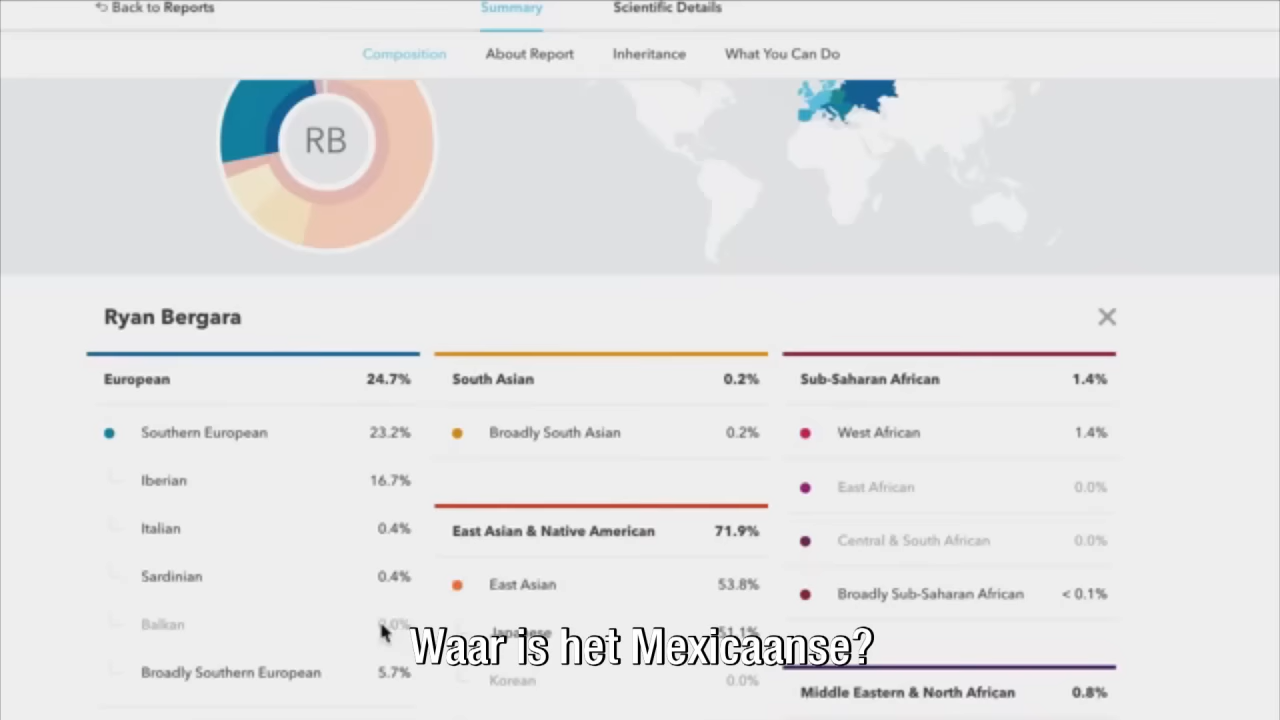 Back to Reports
Summary
Scientific Details
Composition
About Report
Inheritance
What You Can Do
RB
Ryan Bergara
European 24.7%
Southern European 23.2%
Iberian 16.7%
Italian 0.4%
Sardinian 0.4%
Balkan 0.0%
Broadly Southern European 5.7%
South Asian 0.2%
Broadly South Asian 0.2%
East Asian & Native American 71.9%
East Asian 53.8%
Japanese 51.1%
Korean 0.0%
Sub-Saharan African 1.4%
West African 1.4%
East African 0.0%
Central & South African 0.0%
Broadly Sub-Saharan African < 0.1%
Middle Eastern & North African 0.8%
Waar is het Mexicaanse?